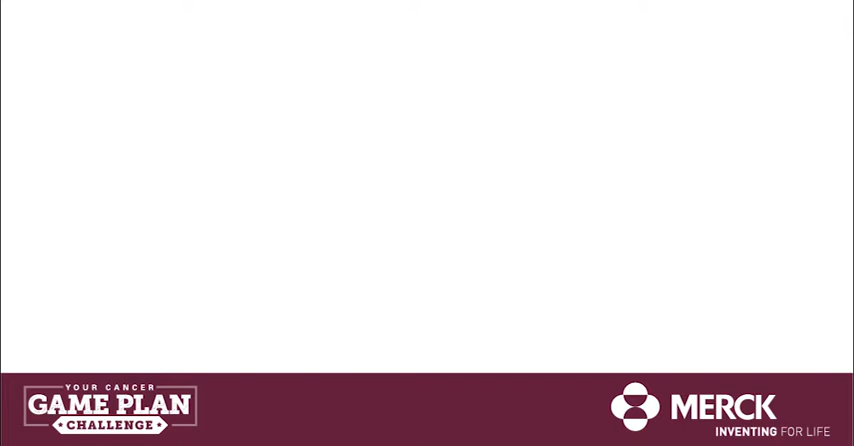 YOUR CANCER
GAME PLAN
CHALLENGE
MERCK
INVENTING FOR LIFE